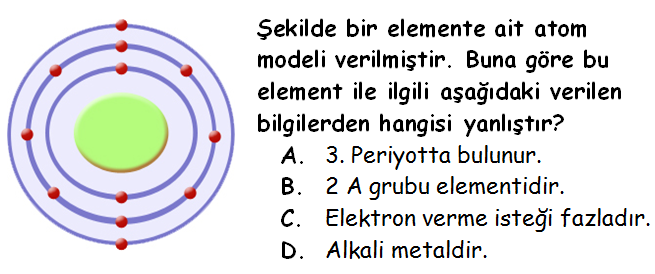 Şekilde bir elemente ait atom
modeli verilmiştir. Buna göre bu
element ile ilgili aşağıdaki verilen
bilgilerden hangisi yanlıştır?
A. 3. Periyotta bulunur.
B. 2 A grubu elementidir.
C. Elektron verme isteği fazladır.
D. Alkali metaldir.